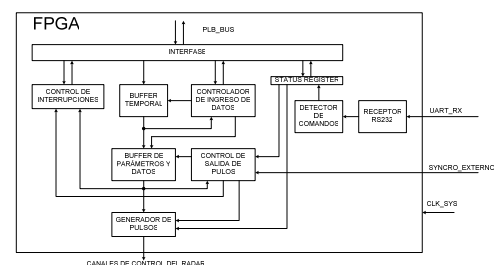 FPGA
PLB_BUS
INTERFASE
STATUS REGISTER
CONTROL DE
INTERRUPCIONES
BUFFER
TEMPORAL
CONTROLADOR
DE INGRESO DE
DATOS
DETECTOR
DE
COMANDOS
RECEPTOR
RS232
UART_RX
BUFFER DE
PARÁMETROS Y
DATOS
CONTROL DE
SALIDA DE
PULOS
SYNCRO_EXTERNO
CLK_SYS
GENERADOR DE
PULSOS
CANALES DE CONTROL DEL RADAR